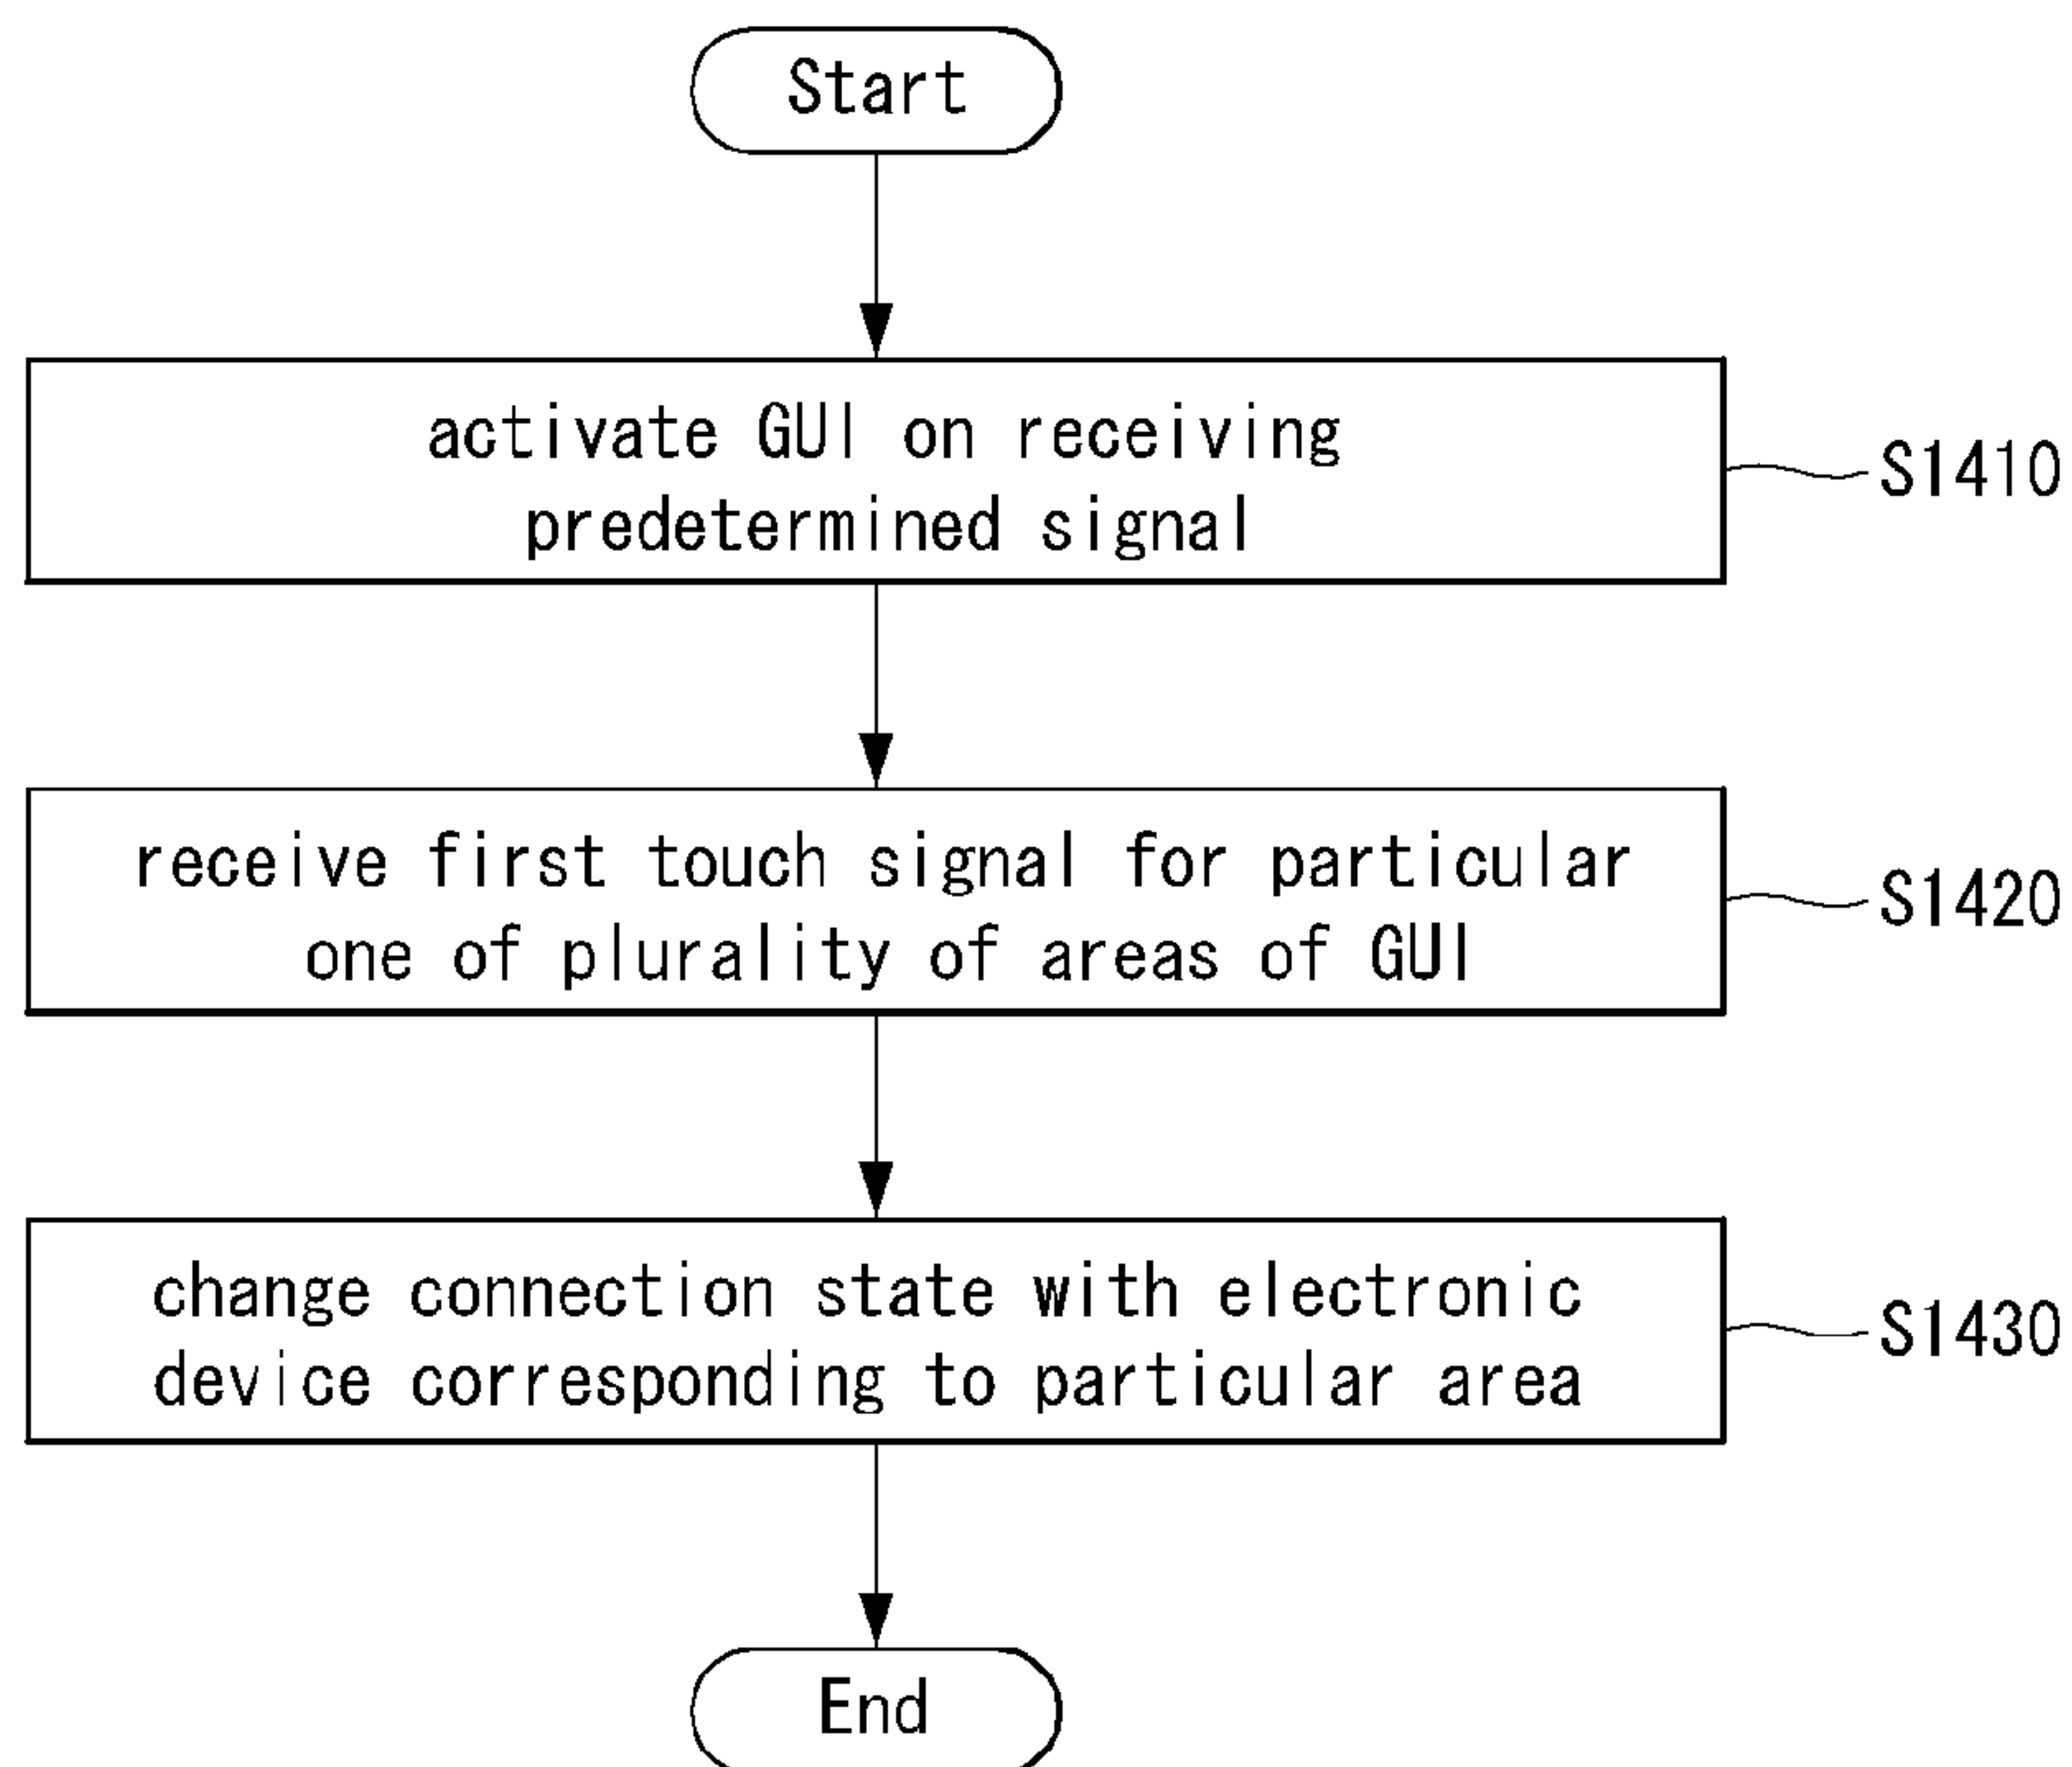 Start
activate GUI on receiving
predetermined signal
S1410
receive first touch signal for particular
one of plurality of areas of GUI
S1420
change connection state with electronic
device corresponding to particular area
S1430
End